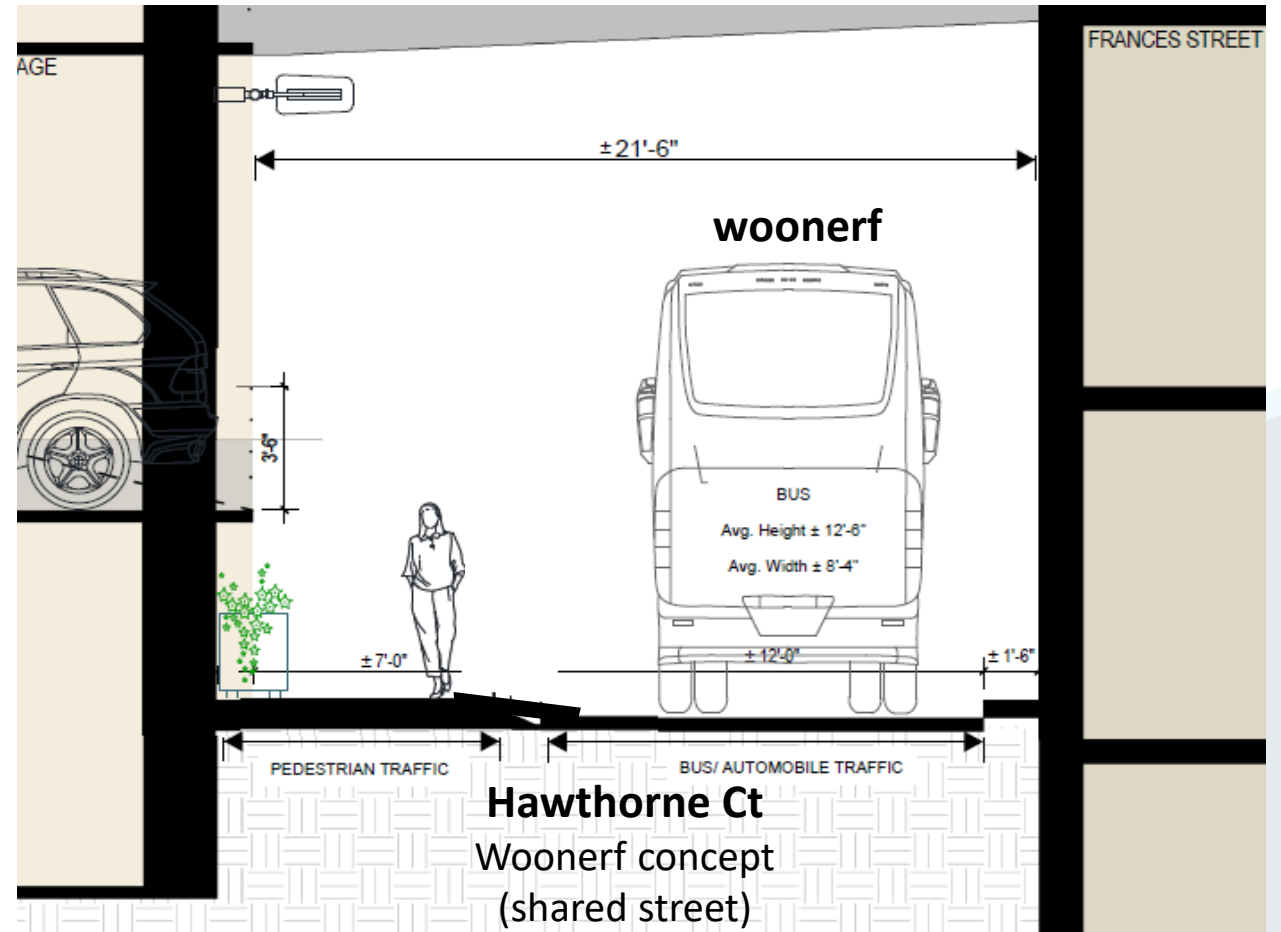 FRANCES STREET
AGE
±21'-6"
woonerf
3'-6"
BUS
Avg. Height ± 12'-6"
Avg. Width ± 8'-4"
±7'-0"
± 12'-0"
± 1'-6"
PEDESTRIAN TRAFFIC
BUS/ AUTOMOBILE TRAFFIC
Hawthorne Ct
Woonerf concept
(shared street)